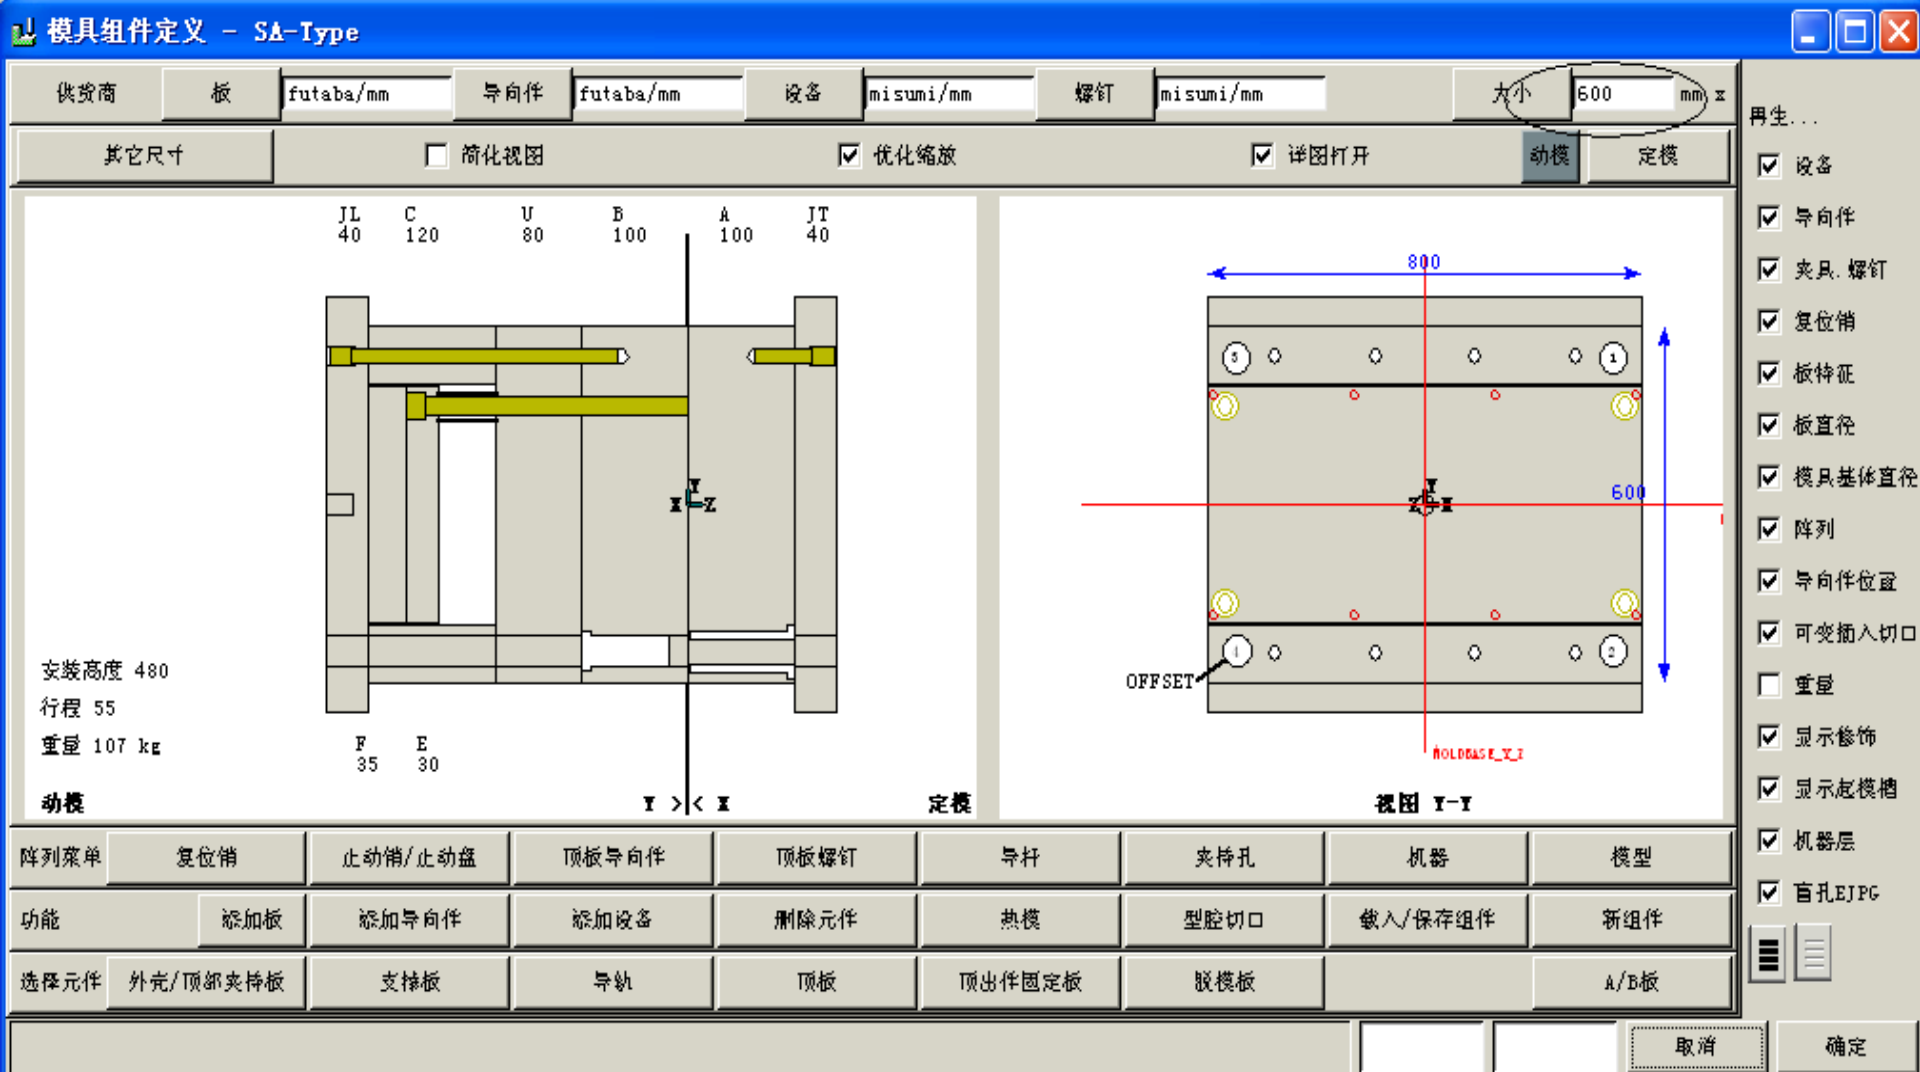 模具组件定义 - SA-Type
供货商 板 futaba/mm 导向件 futaba/mm 设备 misumi/mm 螺钉 misumi/mm 大小 600 mm x
其它尺寸 简化视图 优化缩放 详图打开 动模 定模
再生...
设备
导向件
夹具.螺钉
复位销
板特征
板直径
模具基体直径
阵列
导向件位置
可变插入切口
重量
显示修饰
显示起模槽
机器层
盲孔EJPG
JL C U B A JT
40 120 80 100 100 40
Y
X Z
安装高度 480
行程 55
重量 107 kg
F E
35 30
动模 Y >< X 定模
800
5 1
600
Y
Z X
4 2
OFFSET
MOLDBASE_Y_Z
视图 Y-Y
阵列菜单 复位销 止动销/止动盘 顶板导向件 顶板螺钉 导杆 夹持孔 机器 模型
功能 添加板 添加导向件 添加设备 删除元件 热模 型腔切口 载入/保存组件 新组件
选择元件 外壳/顶部夹持板 支撑板 导轨 顶板 顶出件固定板 脱模板 A/B板
取消 确定